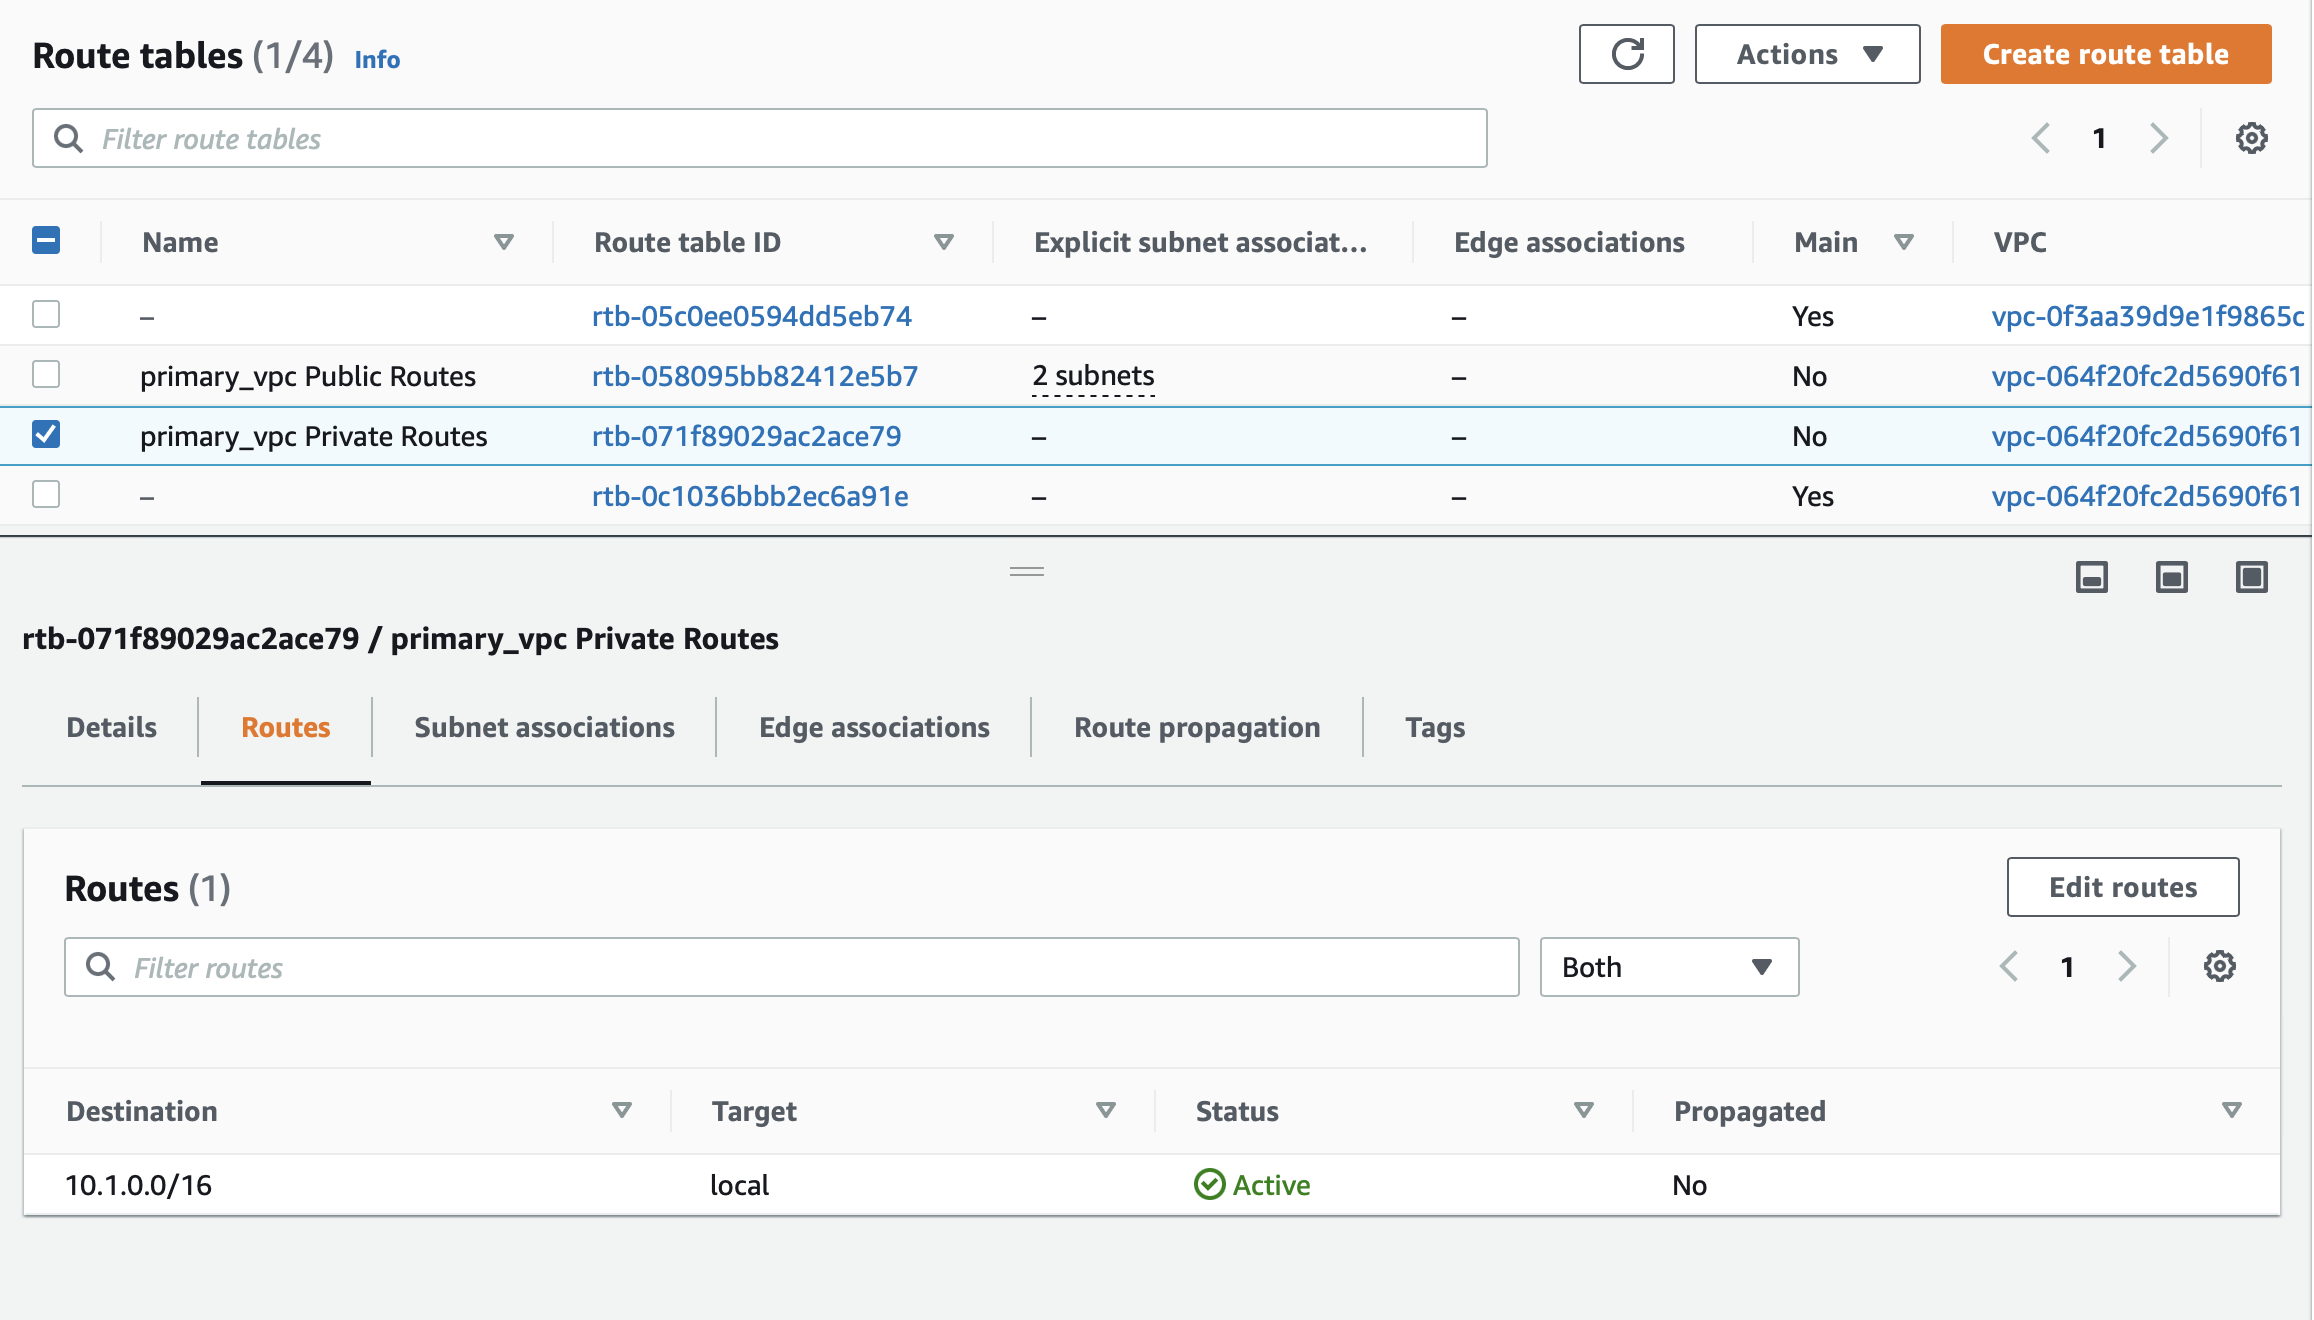 Route tables (1/4) Info Actions Create route table
Filter route tables 1
Name Route table ID Explicit subnet associat... Edge associations Main VPC
– rtb-05c0ee0594dd5eb74 – – Yes vpc-0f3aa39d9e1f9865c
primary_vpc Public Routes rtb-058095bb82412e5b7 2 subnets – No vpc-064f20fc2d5690f61
primary_vpc Private Routes rtb-071f89029ac2ace79 – – No vpc-064f20fc2d5690f61
– rtb-0c1036bbb2ec6a91e – – Yes vpc-064f20fc2d5690f61
rtb-071f89029ac2ace79 / primary_vpc Private Routes
Details Routes Subnet associations Edge associations Route propagation Tags
Routes (1) Edit routes
Filter routes Both 1
Destination Target Status Propagated
10.1.0.0/16 local Active No